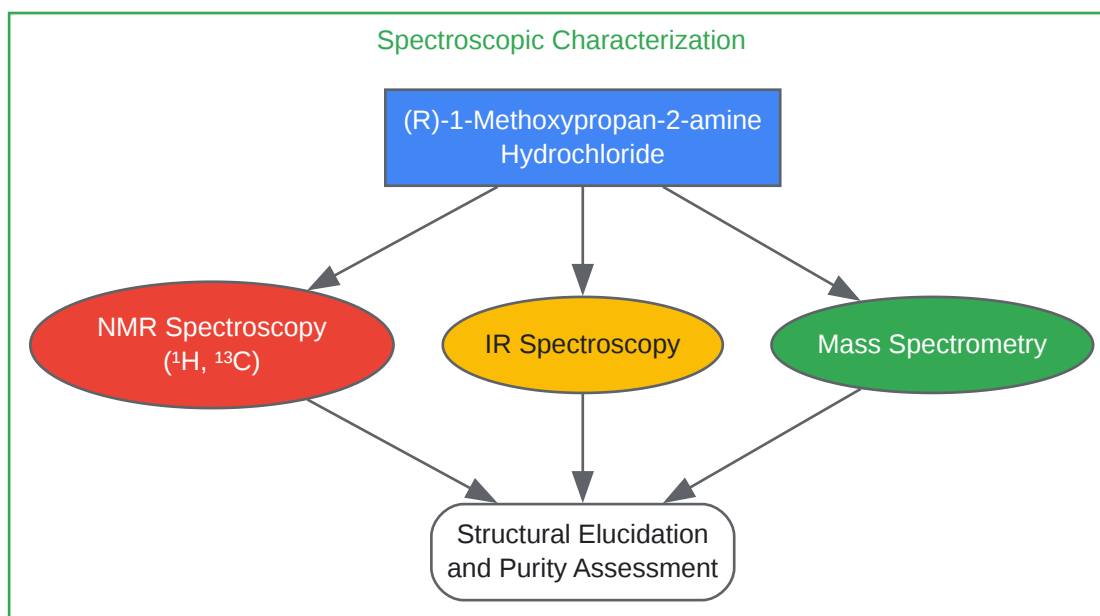 Spectroscopic Characterization
(R)-1-Methoxypropan-2-amine
Hydrochloride
NMR Spectroscopy
(¹H, ¹³C)
IR Spectroscopy
Mass Spectrometry
Structural Elucidation
and Purity Assessment